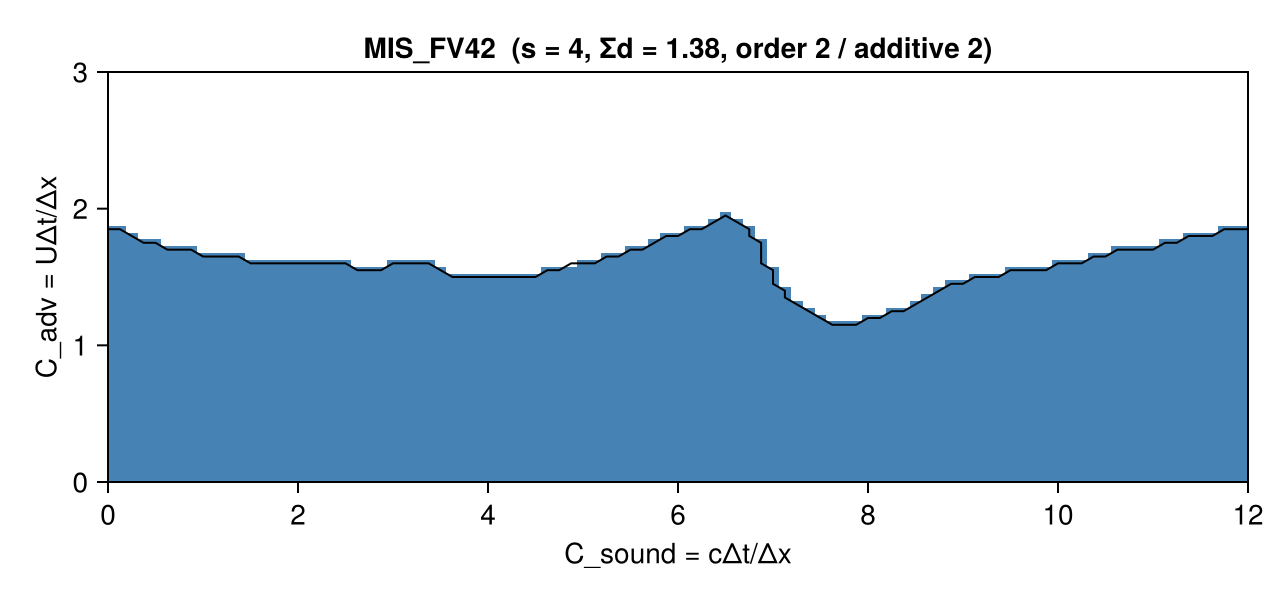 MIS_FV42 (s = 4, Σd = 1.38, order 2 / additive 2)
3
2
1
0
C_adv = UΔt/Δx
0 2 4 6 8 10 12
C_sound = cΔt/Δx